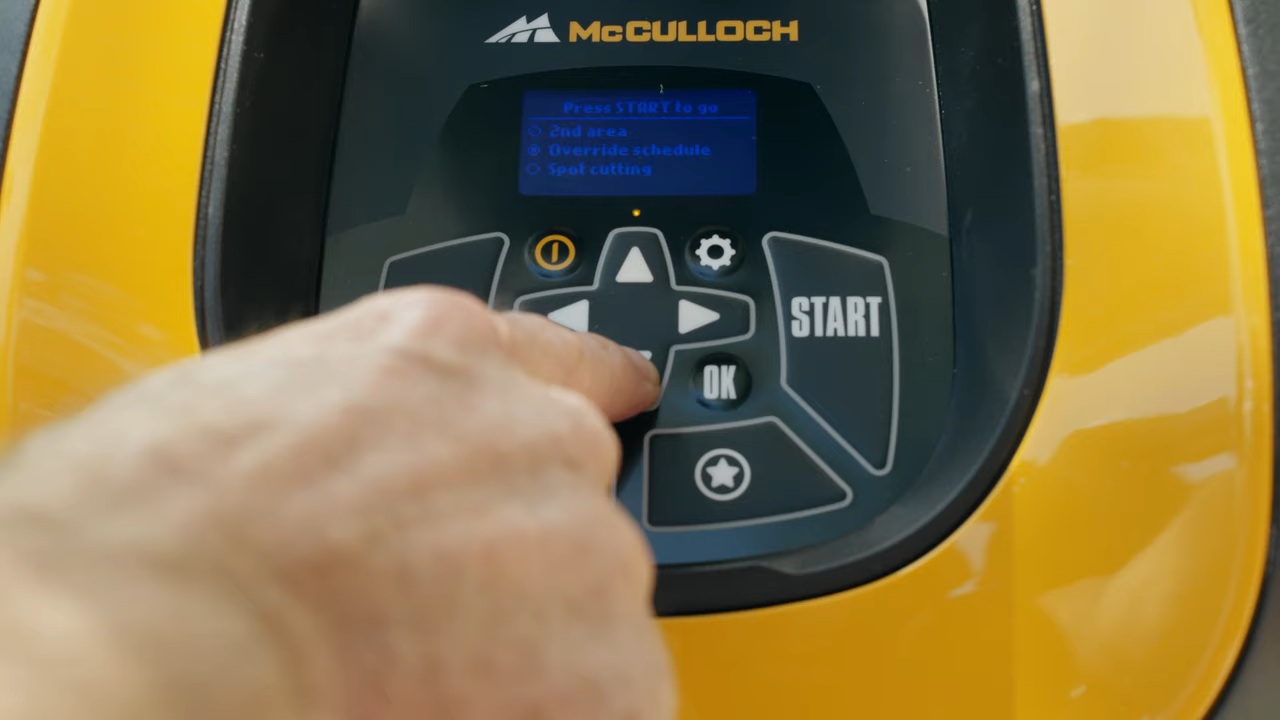 McCULLOCH
Press START to go
2nd area
Override schedule
Spot cutting
START
OK